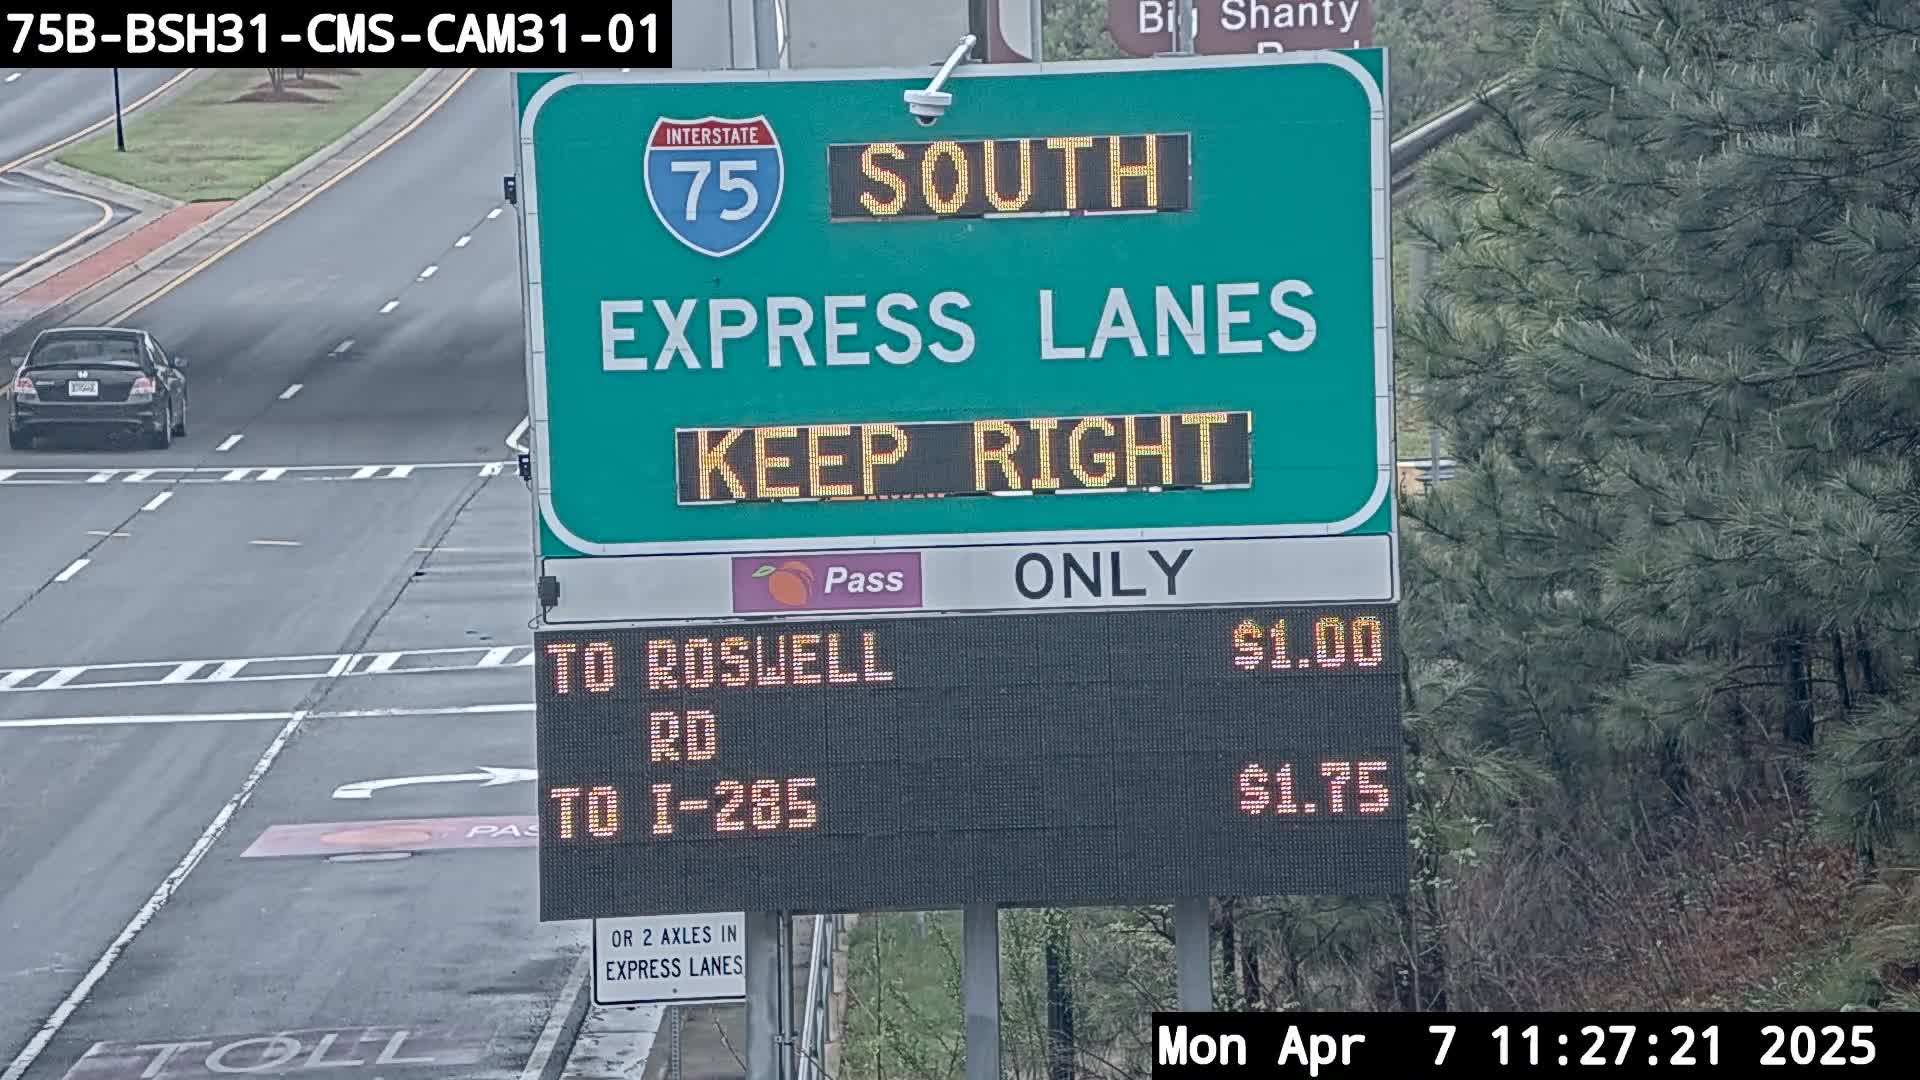 75B-BSH31-CMS-CAM31-01
Big Shanty
Road
INTERSTATE
75
SOUTH
EXPRESS LANES
KEEP RIGHT
Pass
ONLY
TO ROSWELL $1.00
RD
TO I-285 $1.75
OR 2 AXLES IN
EXPRESS LANES
PAS
TOLL
Mon Apr 7 11:27:21 2025